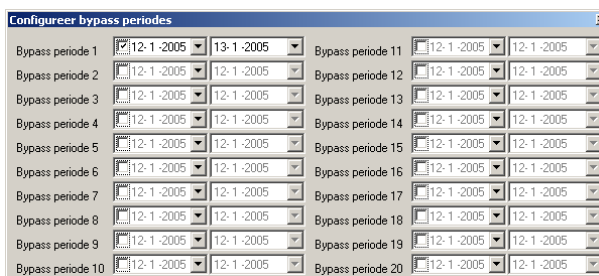 Configureer bypass periodes
Bypass periode 1 12- 1 -2005 13- 1 -2005 Bypass periode 11 12- 1 -2005 12- 1 -2005
Bypass periode 2 12- 1 -2005 12- 1 -2005 Bypass periode 12 12- 1 -2005 12- 1 -2005
Bypass periode 3 12- 1 -2005 12- 1 -2005 Bypass periode 13 12- 1 -2005 12- 1 -2005
Bypass periode 4 12- 1 -2005 12- 1 -2005 Bypass periode 14 12- 1 -2005 12- 1 -2005
Bypass periode 5 12- 1 -2005 12- 1 -2005 Bypass periode 15 12- 1 -2005 12- 1 -2005
Bypass periode 6 12- 1 -2005 12- 1 -2005 Bypass periode 16 12- 1 -2005 12- 1 -2005
Bypass periode 7 12- 1 -2005 12- 1 -2005 Bypass periode 17 12- 1 -2005 12- 1 -2005
Bypass periode 8 12- 1 -2005 12- 1 -2005 Bypass periode 18 12- 1 -2005 12- 1 -2005
Bypass periode 9 12- 1 -2005 12- 1 -2005 Bypass periode 19 12- 1 -2005 12- 1 -2005
Bypass periode 10 12- 1 -2005 12- 1 -2005 Bypass periode 20 12- 1 -2005 12- 1 -2005